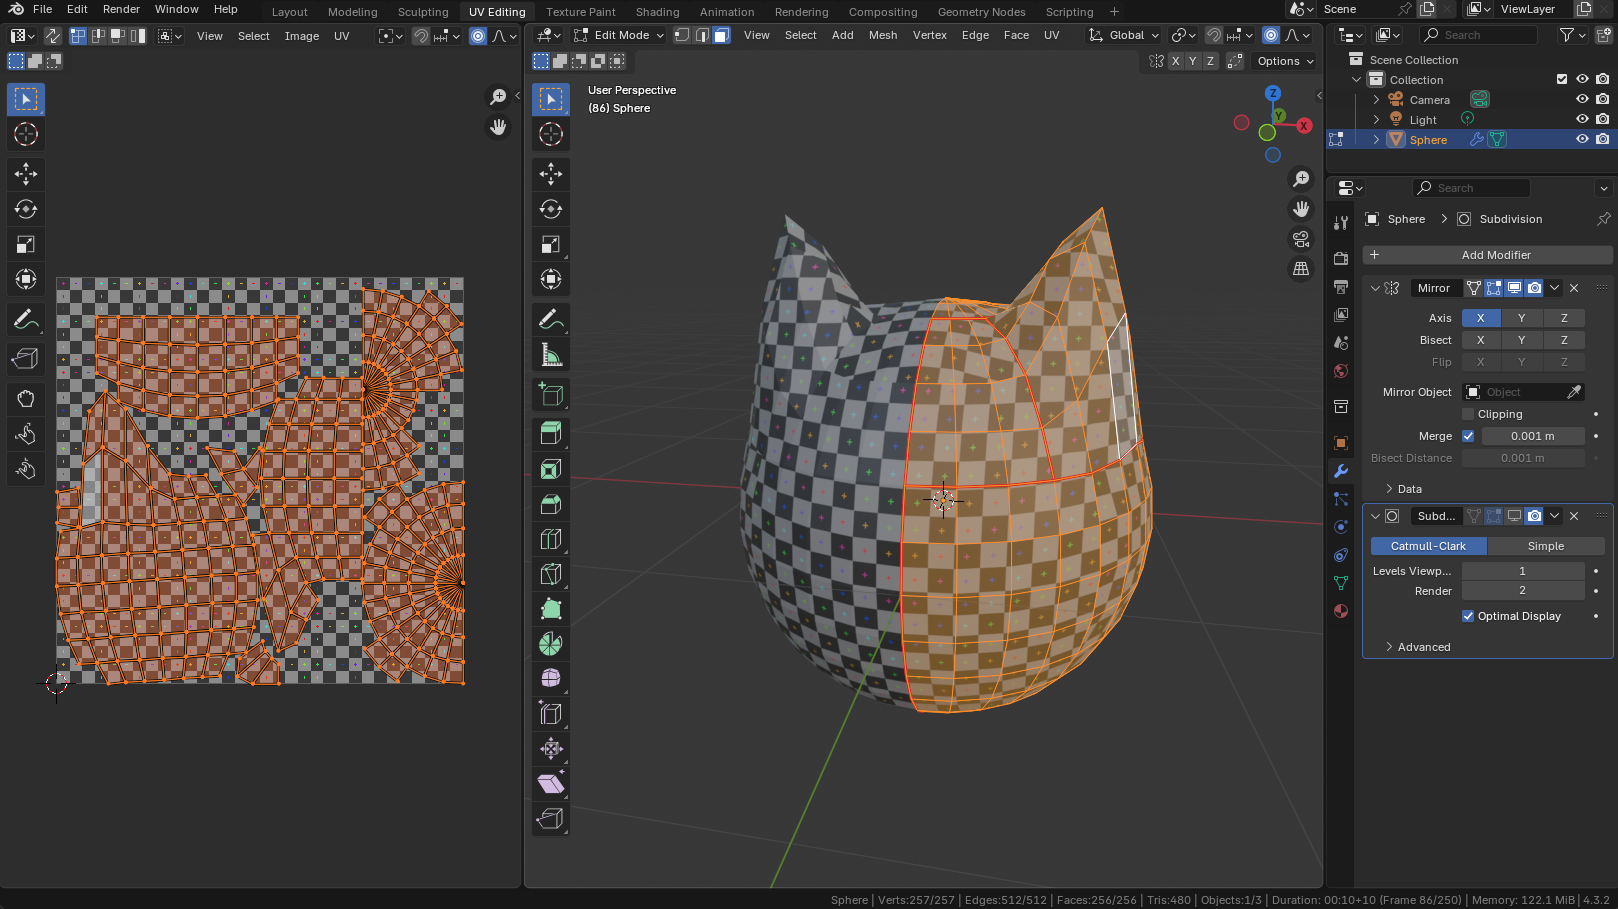 File Edit Render Window Help Layout Modeling Sculpting UV Editing Texture Paint Shading Animation Rendering Compositing Geometry Nodes Scripting + Scene ViewLayer
View Select Image UV
Edit Mode View Select Add Mesh Vertex Edge Face UV Global
Search
X Y Z Options
Scene Collection
Collection
Camera
Light
Sphere
User Perspective
(86) Sphere
Z
Y
X
Search
Sphere > Subdivision
+ Add Modifier
Mirror
Axis X Y Z
Bisect X Y Z
Flip X Y Z
Mirror Object Object
Clipping
Merge 0.001 m
Bisect Distance 0.001 m
Data
Subd...
Catmull-Clark Simple
Levels Viewp... 1
Render 2
Optimal Display
Advanced
Sphere | Verts:257/257 | Edges:512/512 | Faces:256/256 | Tris:480 | Objects:1/3 | Duration: 00:10+10 (Frame 86/250) | Memory: 122.1 MiB | 4.3.2